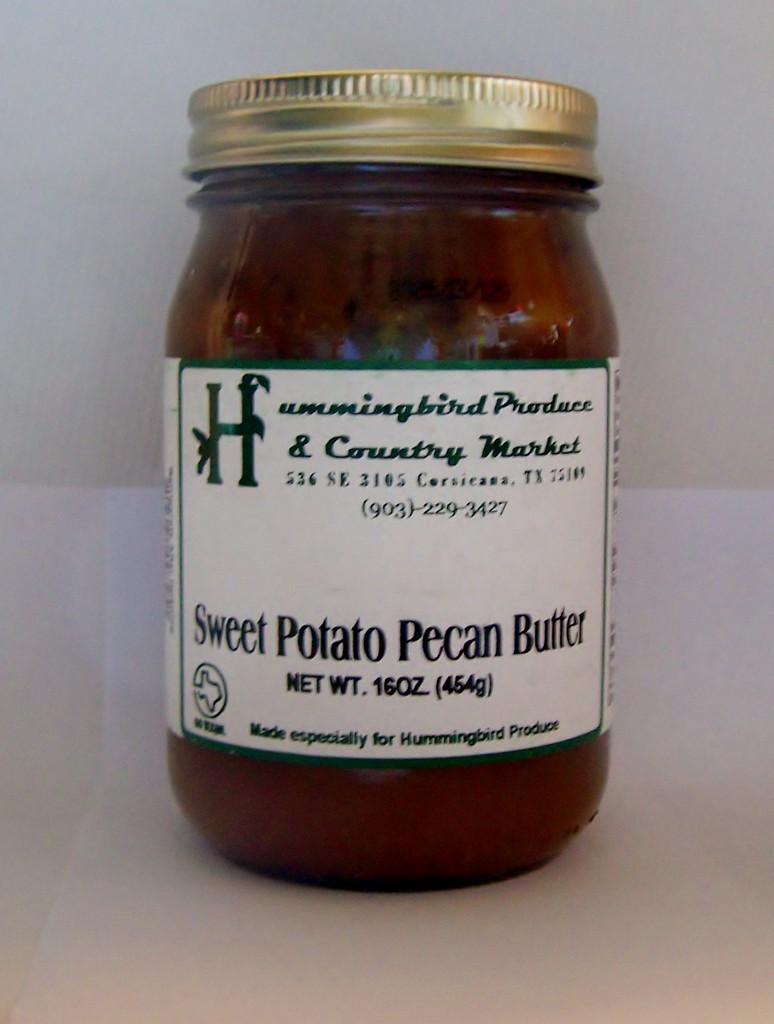 Hummingbird Produce
& Country Market
536 SE 3105 Corsicana, TX 75109
(903)-229-3427
Sweet Potato Pecan Butter
NET WT. 16OZ. (454g)
Made especially for Hummingbird Produce